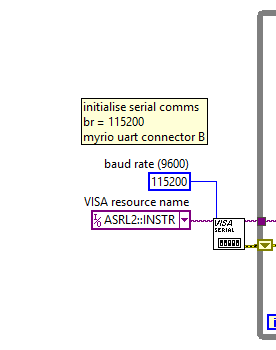 initialise serial comms
br = 115200
myrio uart connector B
baud rate (9600)
115200
VISA resource name
I/O ASRL2::INSTR
VISA
SERIAL
i